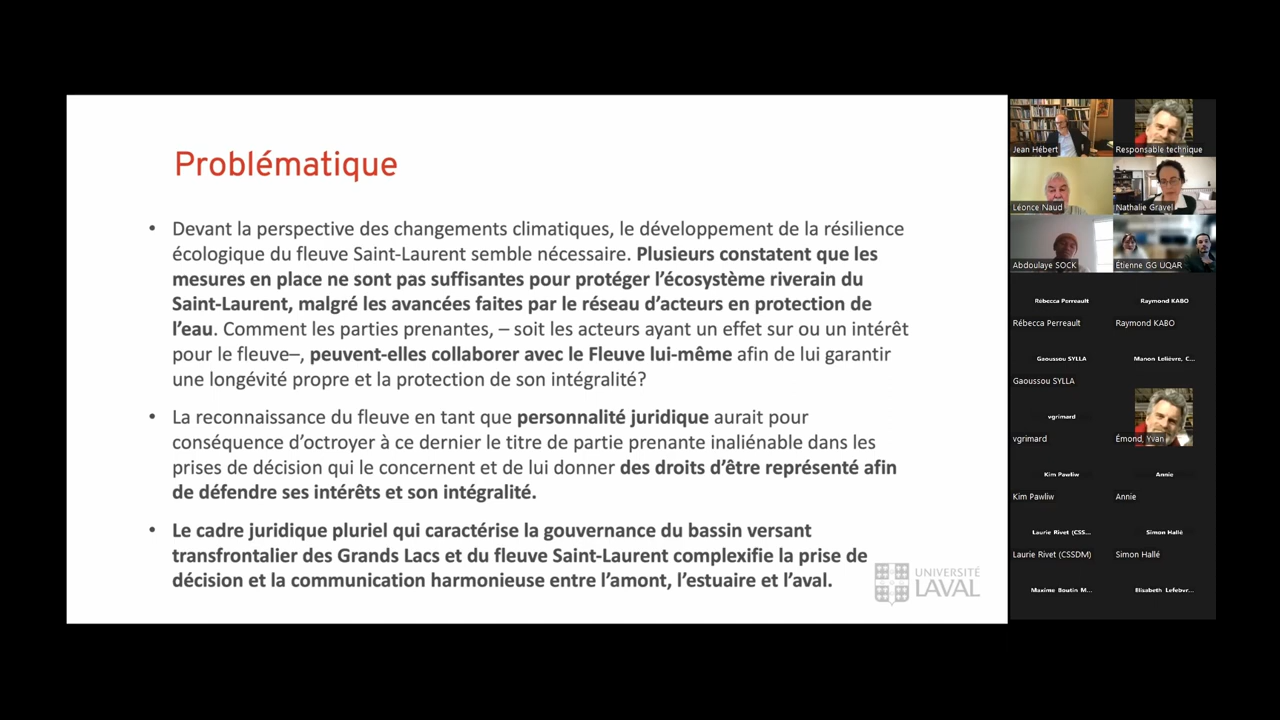 Problématique
• Devant la perspective des changements climatiques, le développement de la résilience
écologique du fleuve Saint-Laurent semble nécessaire. Plusieurs constatent que les
mesures en place ne sont pas suffisantes pour protéger l'écosystème riverain du
Saint-Laurent, malgré les avancées faites par le réseau d'acteurs en protection de
l'eau. Comment les parties prenantes, – soit les acteurs ayant un effet sur ou un intérêt
pour le fleuve–, peuvent-elles collaborer avec le Fleuve lui-même afin de lui garantir
une longévité propre et la protection de son intégralité?
• La reconnaissance du fleuve en tant que personnalité juridique aurait pour
conséquence d'octroyer à ce dernier le titre de partie prenante inaliénable dans les
prises de décision qui le concernent et de lui donner des droits d'être représenté afin
de défendre ses intérêts et son intégralité.
• Le cadre juridique pluriel qui caractérise la gouvernance du bassin versant
transfrontalier des Grands Lacs et du fleuve Saint-Laurent complexifie la prise de
décision et la communication harmonieuse entre l'amont, l'estuaire et l'aval.
UNIVERSITÉ
LAVAL
Jean Hébert
Responsable technique
Léonce Naud
Nathalie Gravel
Abdoulaye SOCK
Étienne GG UQAR
Rébecca Perreault
Raymond KABO
Rébecca Perreault
Raymond KABO
Gaoussou SYLLA
Manon Lelièvre, C...
Gaoussou SYLLA
vgrimard
vgrimard
Émond, Yvan
Kim Pawliw
Annie
Kim Pawliw
Annie
Laurie Rivet (CSS...
Simon Hallé
Laurie Rivet (CSSDM)
Simon Hallé
Maxime Boutin M...
Elisabeth Lefebvr...